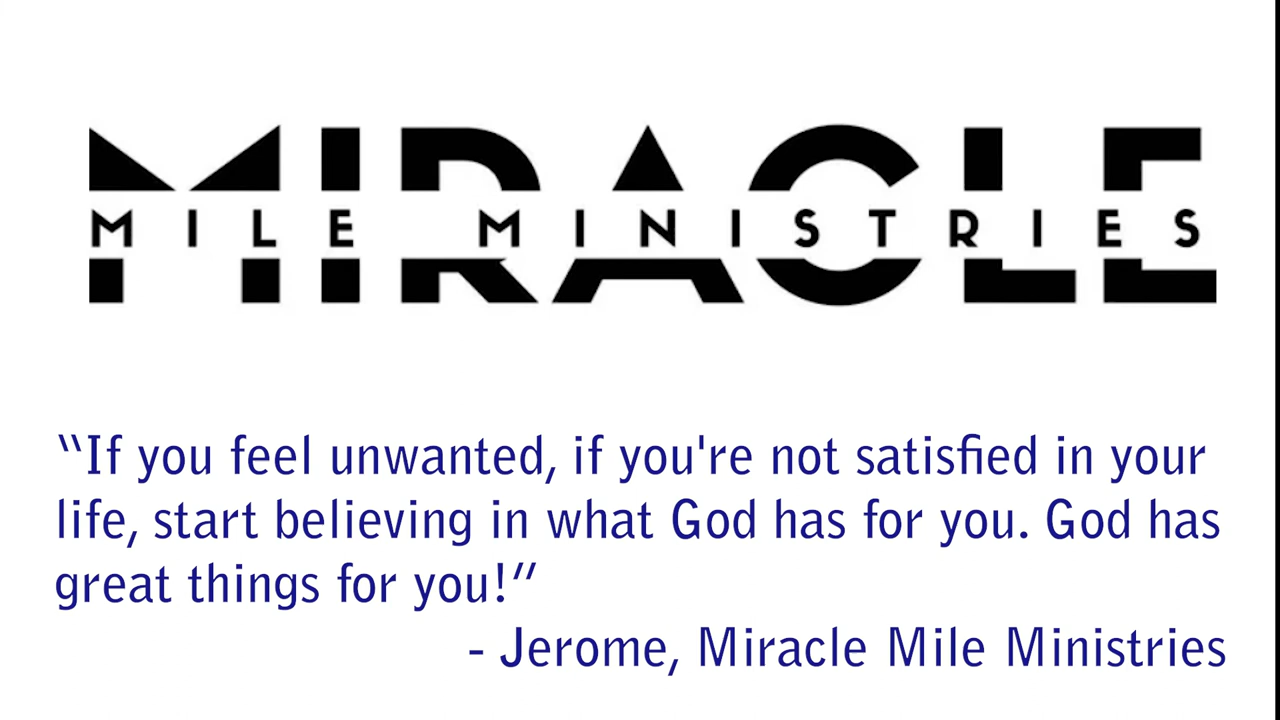 MIRACLE
MILE MINISTRIES
“If you feel unwanted, if you're not satisfied in your
life, start believing in what God has for you. God has
great things for you!”
- Jerome, Miracle Mile Ministries